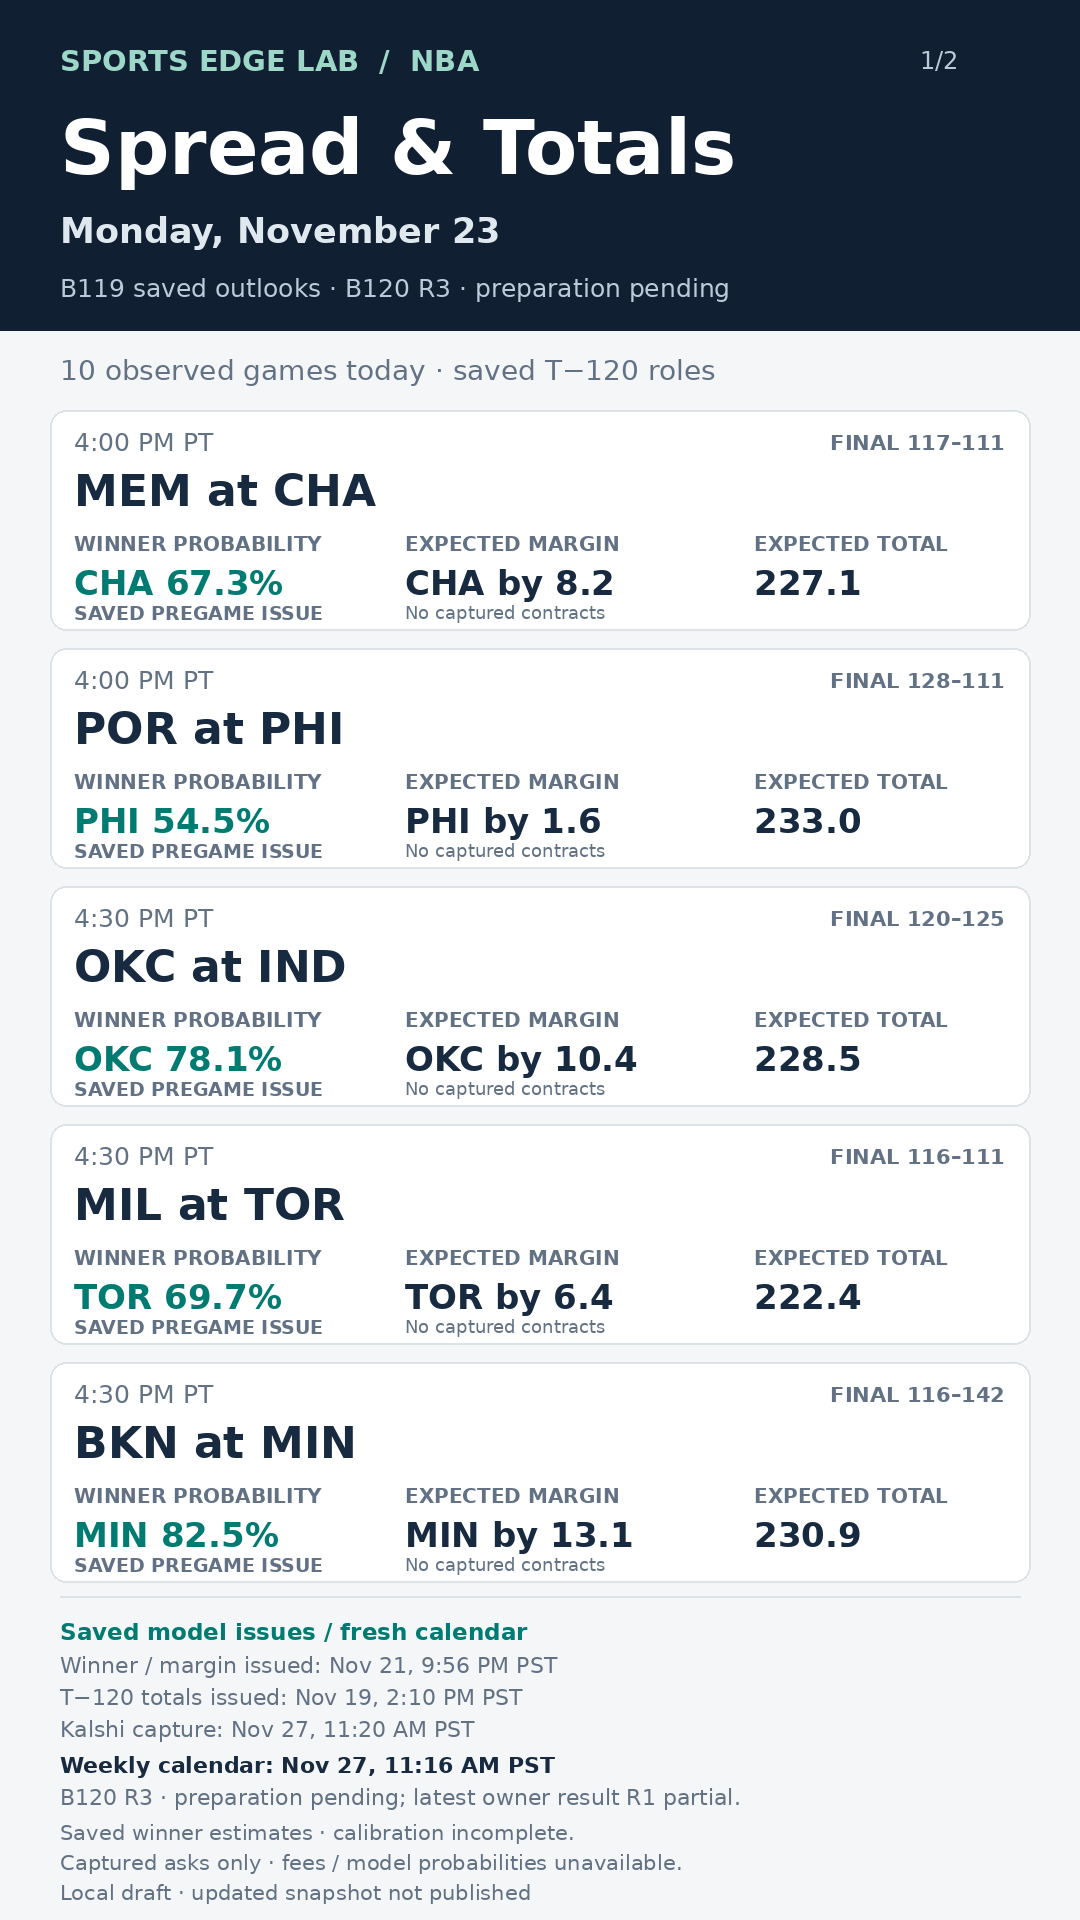 SPORTS EDGE LAB / NBA
1/2
Spread & Totals
Monday, November 23
B119 saved outlooks · B120 R3 · preparation pending
10 observed games today · saved T−120 roles
4:00 PM PT
FINAL 117–111
MEM at CHA
WINNER PROBABILITY
EXPECTED MARGIN
EXPECTED TOTAL
CHA 67.3%
CHA by 8.2
227.1
SAVED PREGAME ISSUE
No captured contracts
4:00 PM PT
FINAL 128–111
POR at PHI
WINNER PROBABILITY
EXPECTED MARGIN
EXPECTED TOTAL
PHI 54.5%
PHI by 1.6
233.0
SAVED PREGAME ISSUE
No captured contracts
4:30 PM PT
FINAL 120–125
OKC at IND
WINNER PROBABILITY
EXPECTED MARGIN
EXPECTED TOTAL
OKC 78.1%
OKC by 10.4
228.5
SAVED PREGAME ISSUE
No captured contracts
4:30 PM PT
FINAL 116–111
MIL at TOR
WINNER PROBABILITY
EXPECTED MARGIN
EXPECTED TOTAL
TOR 69.7%
TOR by 6.4
222.4
SAVED PREGAME ISSUE
No captured contracts
4:30 PM PT
FINAL 116–142
BKN at MIN
WINNER PROBABILITY
EXPECTED MARGIN
EXPECTED TOTAL
MIN 82.5%
MIN by 13.1
230.9
SAVED PREGAME ISSUE
No captured contracts
Saved model issues / fresh calendar
Winner / margin issued: Nov 21, 9:56 PM PST
T−120 totals issued: Nov 19, 2:10 PM PST
Kalshi capture: Nov 27, 11:20 AM PST
Weekly calendar: Nov 27, 11:16 AM PST
B120 R3 · preparation pending; latest owner result R1 partial.
Saved winner estimates · calibration incomplete.
Captured asks only · fees / model probabilities unavailable.
Local draft · updated snapshot not published